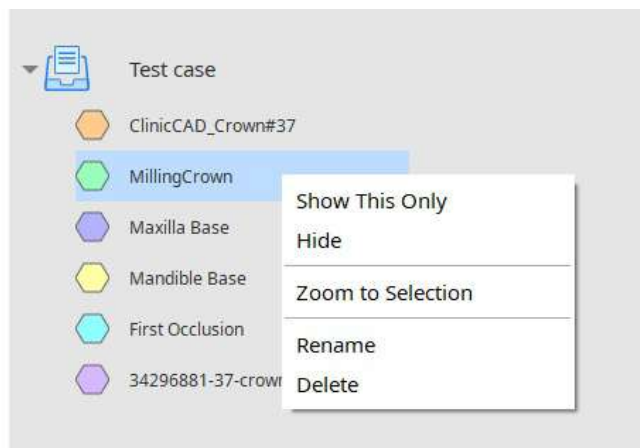 Test case
ClinicCAD_Crown#37
MillingCrown
Show This Only
Maxilla Base
Hide
Mandible Base
Zoom to Selection
First Occlusion
Rename
34296881-37-crow
Delete